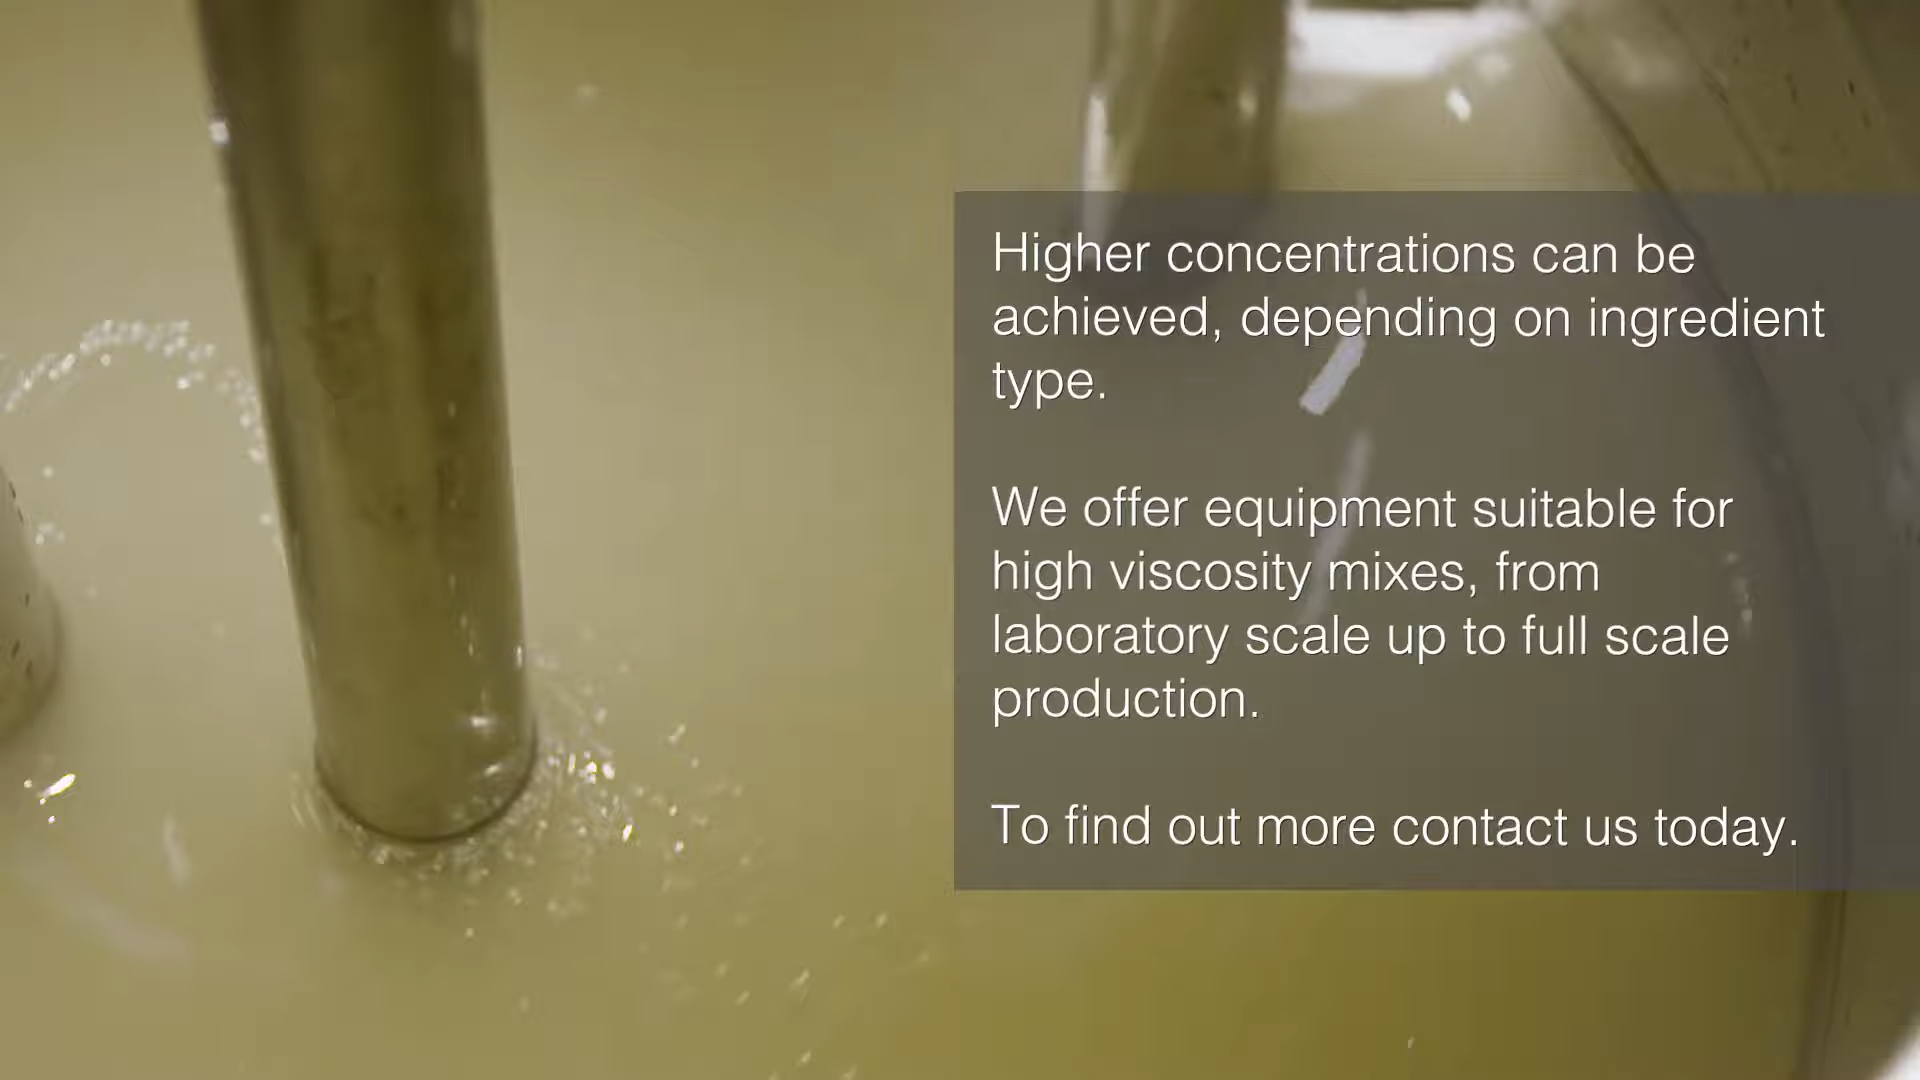 Higher concentrations can be
achieved, depending on ingredient
type.
We offer equipment suitable for
high viscosity mixes, from
laboratory scale up to full scale
production.
To find out more contact us today.